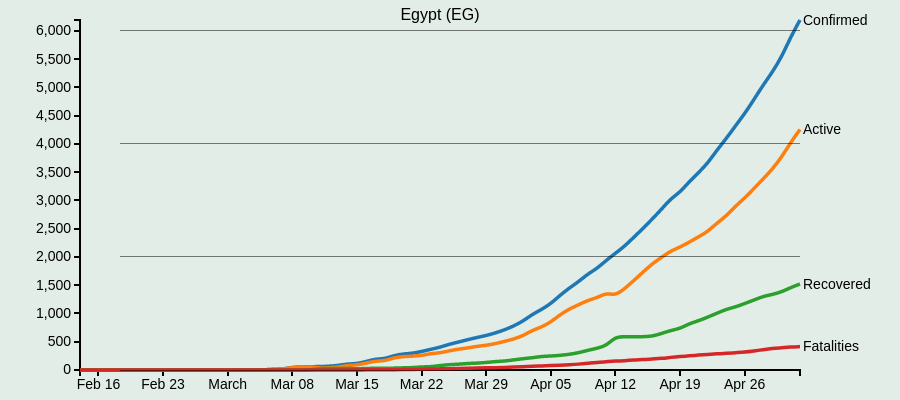 Egypt (EG)
6,000
5,500
5,000
4,500
4,000
3,500
3,000
2,500
2,000
1,500
1,000
500
0
Confirmed
Active
Recovered
Fatalities
Feb 16 Feb 23 March Mar 08 Mar 15 Mar 22 Mar 29 Apr 05 Apr 12 Apr 19 Apr 26